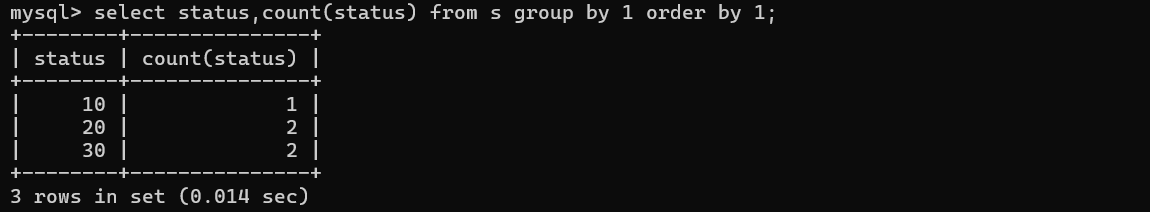 mysql> select status,count(status) from s group by 1 order by 1;
+--------+---------------+
| status | count(status) |
+--------+---------------+
|     10 |             1 |
|     20 |             2 |
|     30 |             2 |
+--------+---------------+
3 rows in set (0.014 sec)